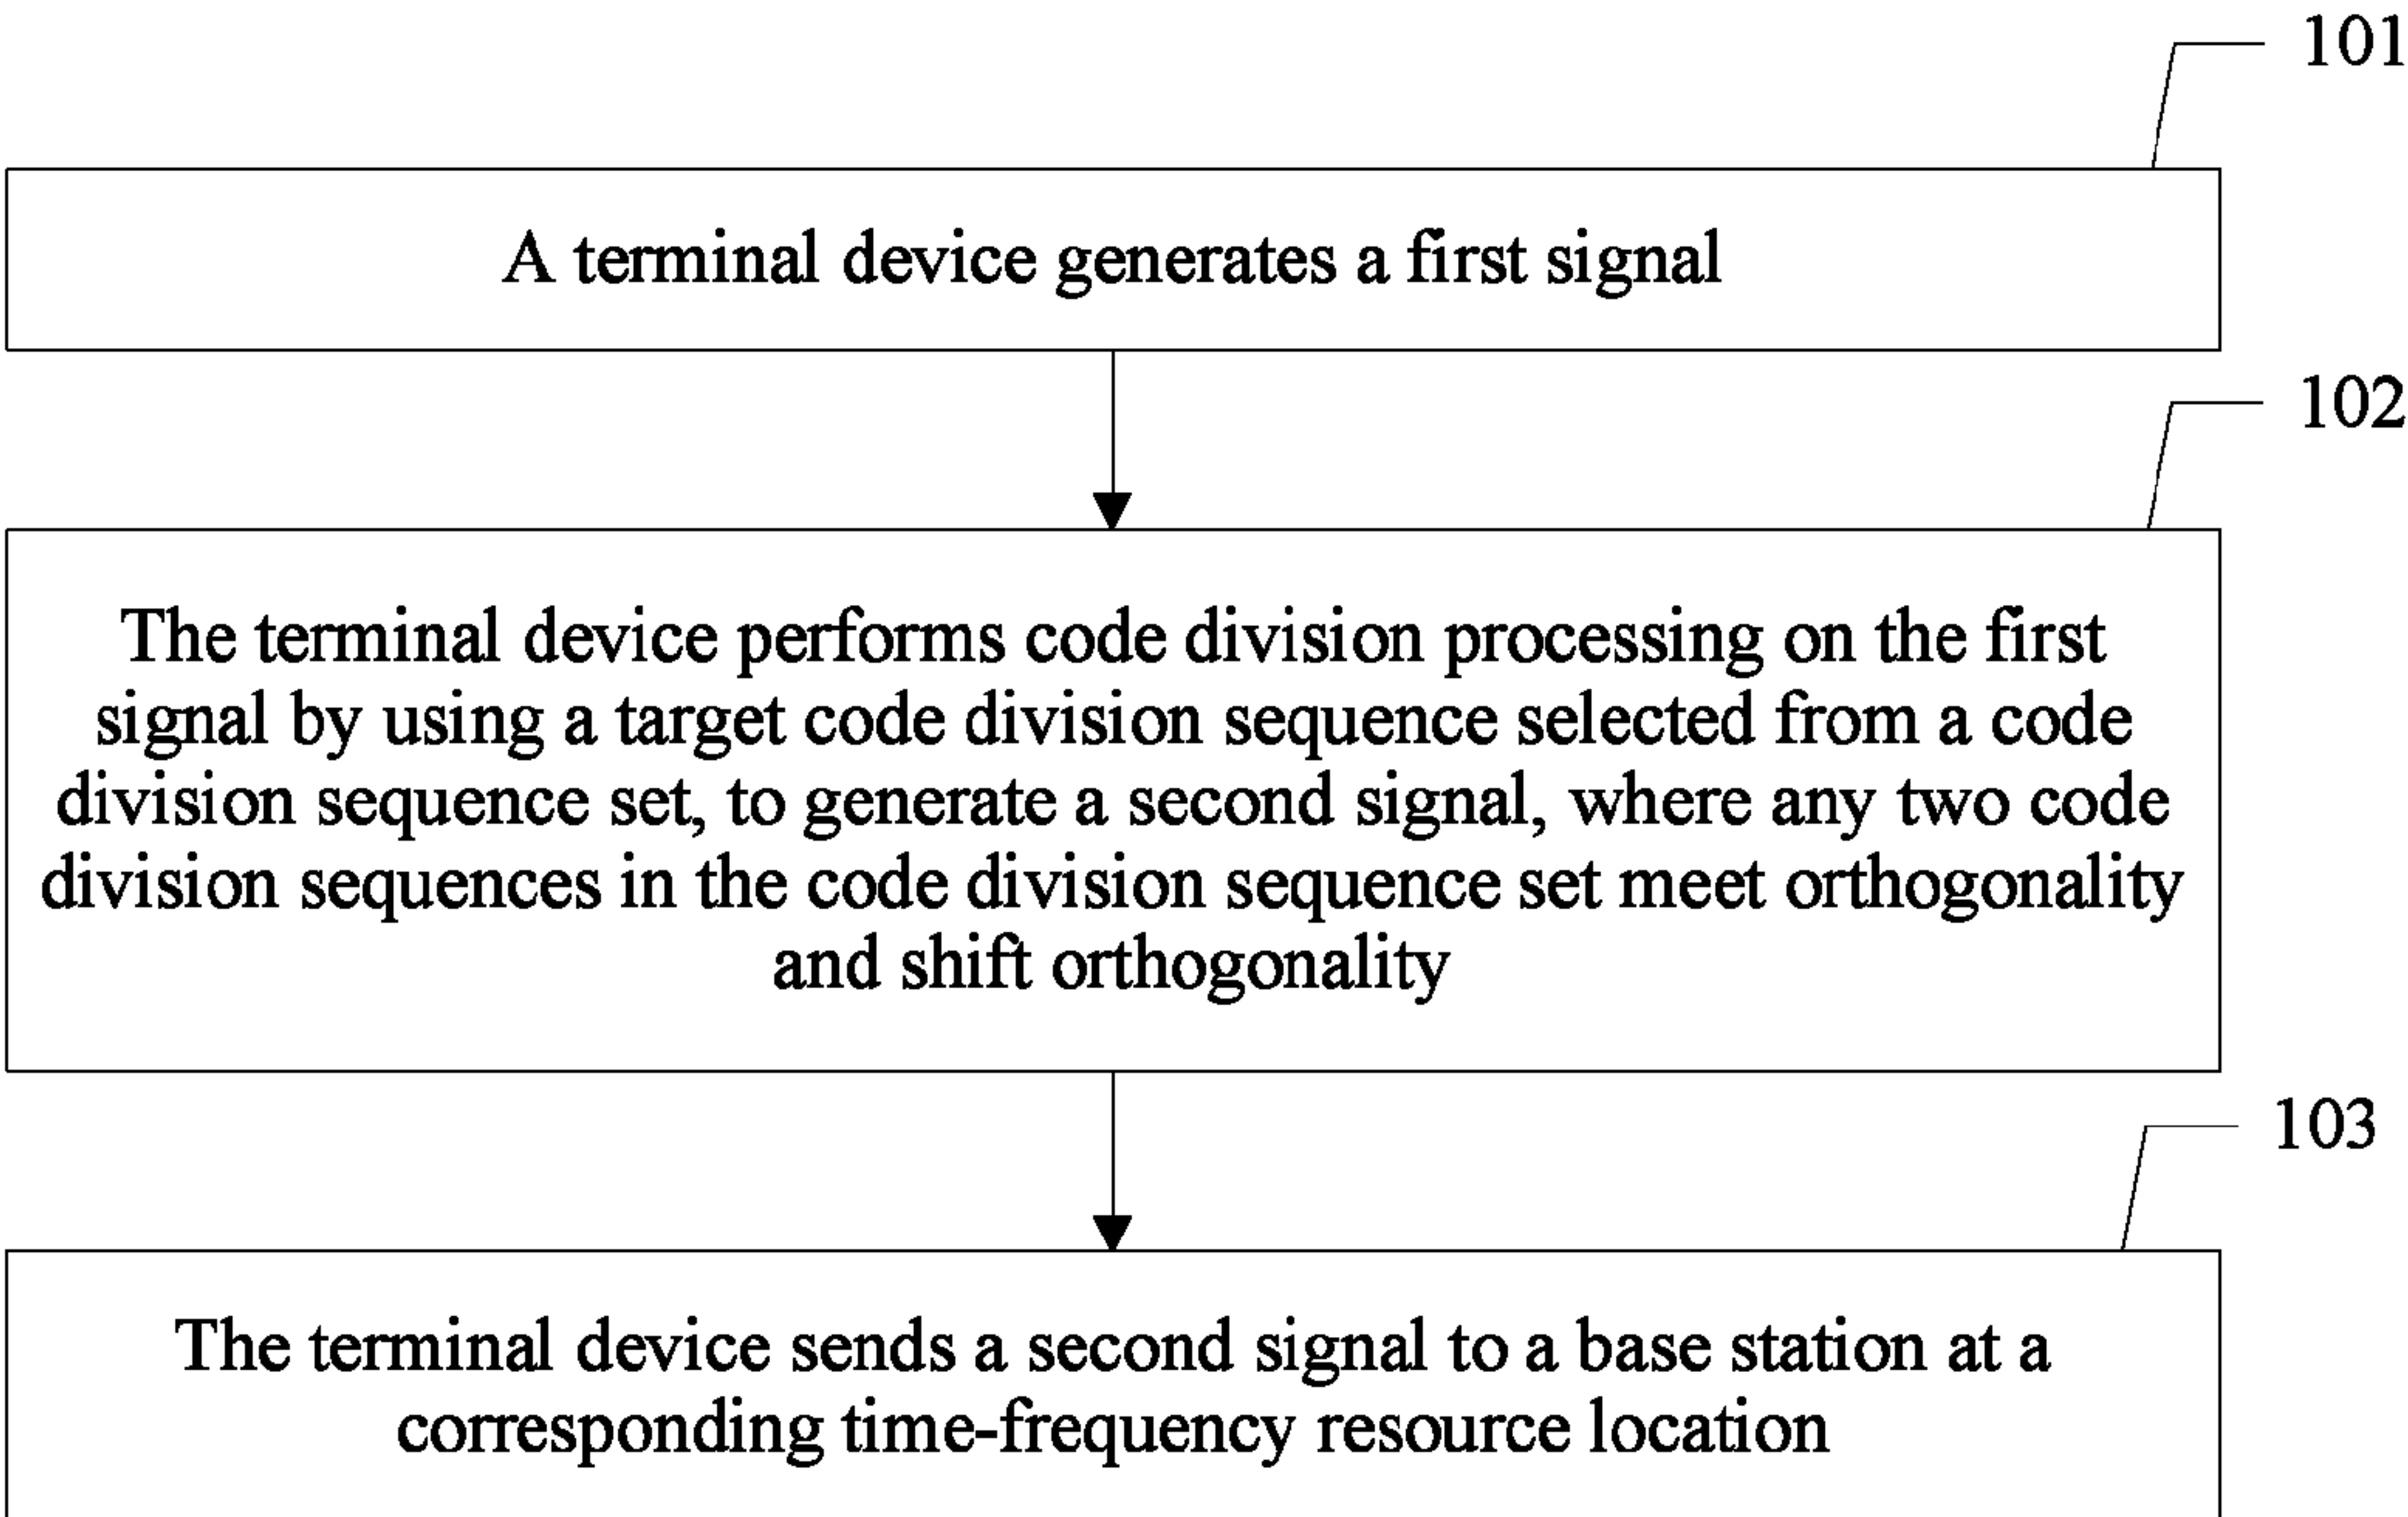 101
A terminal device generates a first signal
102
The terminal device performs code division processing on the first
signal by using a target code division sequence selected from a code
division sequence set, to generate a second signal, where any two code
division sequences in the code division sequence set meet orthogonality
and shift orthogonality
103
The terminal device sends a second signal to a base station at a
corresponding time-frequency resource location